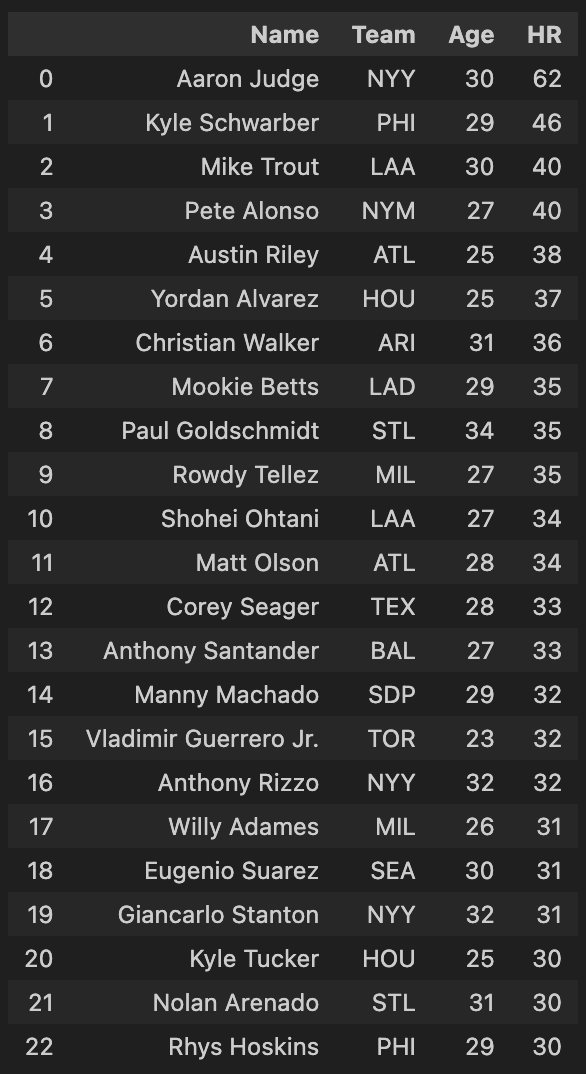 Name Team Age HR
0 Aaron Judge NYY 30 62
1 Kyle Schwarber PHI 29 46
2 Mike Trout LAA 30 40
3 Pete Alonso NYM 27 40
4 Austin Riley ATL 25 38
5 Yordan Alvarez HOU 25 37
6 Christian Walker ARI 31 36
7 Mookie Betts LAD 29 35
8 Paul Goldschmidt STL 34 35
9 Rowdy Tellez MIL 27 35
10 Shohei Ohtani LAA 27 34
11 Matt Olson ATL 28 34
12 Corey Seager TEX 28 33
13 Anthony Santander BAL 27 33
14 Manny Machado SDP 29 32
15 Vladimir Guerrero Jr. TOR 23 32
16 Anthony Rizzo NYY 32 32
17 Willy Adames MIL 26 31
18 Eugenio Suarez SEA 30 31
19 Giancarlo Stanton NYY 32 31
20 Kyle Tucker HOU 25 30
21 Nolan Arenado STL 31 30
22 Rhys Hoskins PHI 29 30